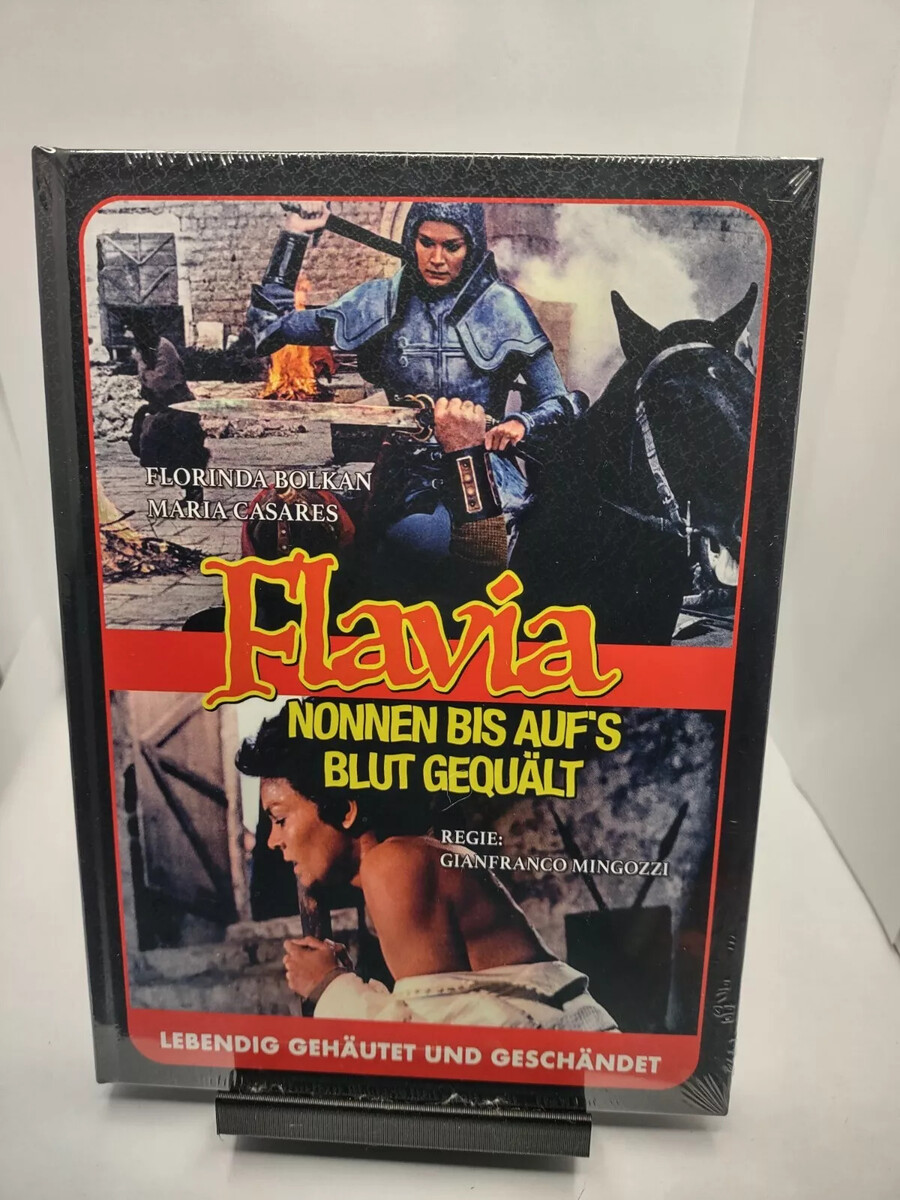 FLORINDA BOLKAN
MARIA CASARES
Flavia
NONNEN BIS AUF'S
BLUT GEQUÄLT
REGIE:
GIANFRANCO MINGOZZI
LEBENDIG GEHÄUTET UND GESCHÄNDET